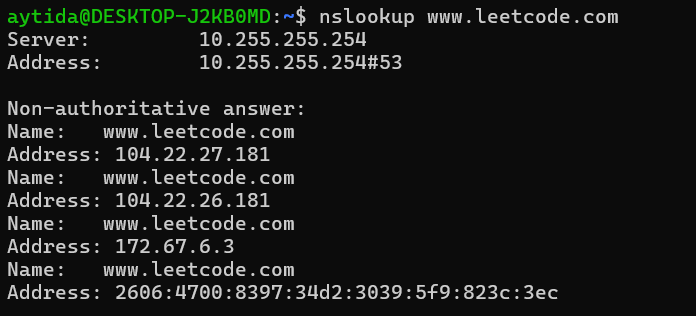 aytida@DESKTOP-J2KB0MD:~$ nslookup www.leetcode.com
Server:         10.255.255.254
Address:        10.255.255.254#53

Non-authoritative answer:
Name:   www.leetcode.com
Address: 104.22.27.181
Name:   www.leetcode.com
Address: 104.22.26.181
Name:   www.leetcode.com
Address: 172.67.6.3
Name:   www.leetcode.com
Address: 2606:4700:8397:34d2:3039:5f9:823c:3ec